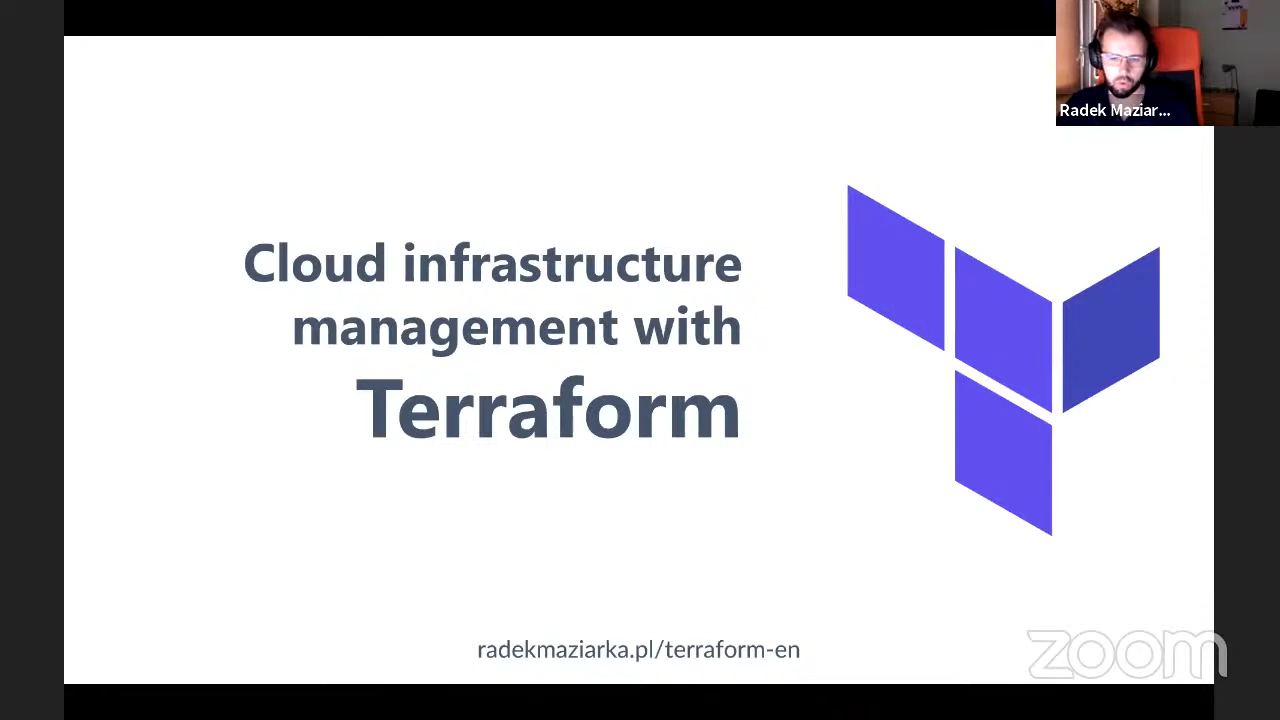 Radek Maziar...
Cloud infrastructure
management with
Terraform
radekmaziarka.pl/terraform-en
zoom